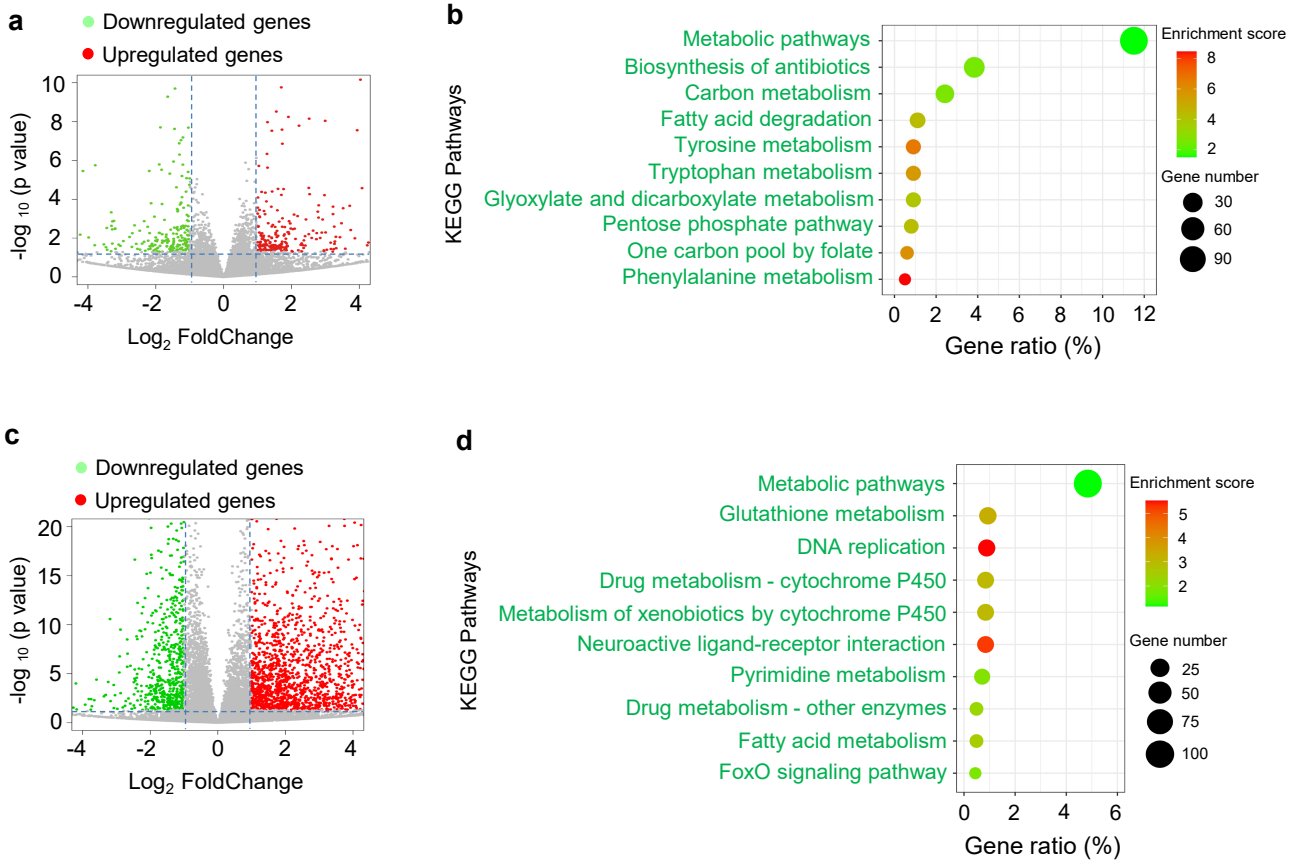 a
Downregulated genes
Upregulated genes
10
8
6
4
2
0
-log 10 (p value)
-4
-2
0
2
4
Log2 FoldChange
b
KEGG Pathways
Metabolic pathways
Biosynthesis of antibiotics
Carbon metabolism
Fatty acid degradation
Tyrosine metabolism
Tryptophan metabolism
Glyoxylate and dicarboxylate metabolism
Pentose phosphate pathway
One carbon pool by folate
Phenylalanine metabolism
0
2
4
6
8
10
12
Gene ratio (%)
Enrichment score
8
6
4
2
Gene number
30
60
90
c
Downregulated genes
Upregulated genes
20
15
10
5
0
-log 10 (p value)
-4
-2
0
2
4
Log2 FoldChange
d
KEGG Pathways
Metabolic pathways
Glutathione metabolism
DNA replication
Drug metabolism - cytochrome P450
Metabolism of xenobiotics by cytochrome P450
Neuroactive ligand-receptor interaction
Pyrimidine metabolism
Drug metabolism - other enzymes
Fatty acid metabolism
FoxO signaling pathway
0
2
4
6
Gene ratio (%)
Enrichment score
5
4
3
2
Gene number
25
50
75
100